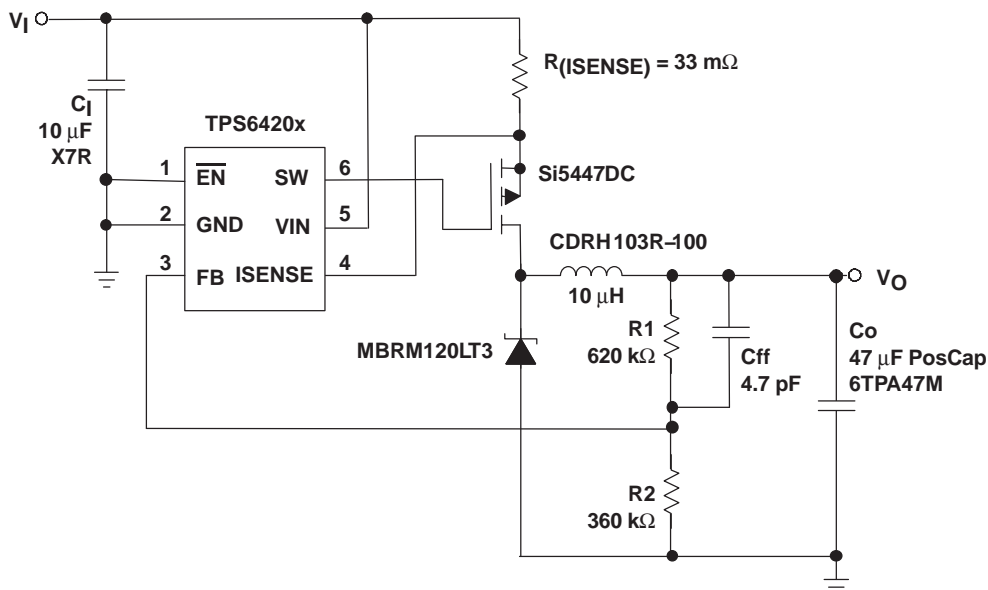 VI
R(ISENSE) = 33 mΩ
CI
10 μF
X7R
TPS6420x
1 EN SW 6
2 GND VIN 5
3 FB ISENSE 4
Si5447DC
CDRH103R–100
10 μH
VO
MBRM120LT3
R1
620 kΩ
Cff
4.7 pF
Co
47 μF PosCap
6TPA47M
R2
360 kΩ